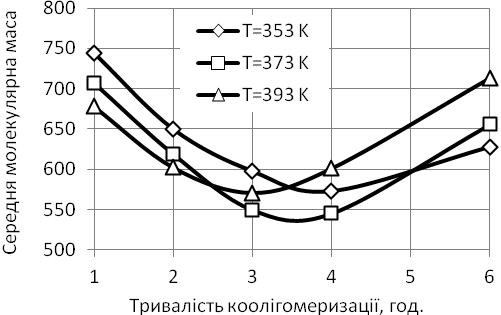 800
750
700
650
600
550
500
Середня молекулярна маса
T=353 К
T=373 К
T=393 К
1 2 3 4 5 6
Тривалість коолігомеризації, год.